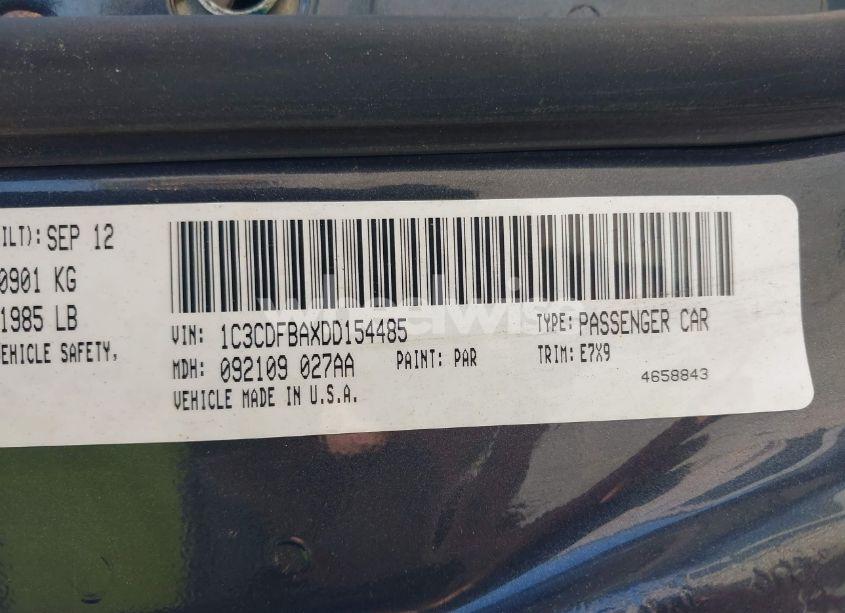 ILT): SEP 12
0901 KG
1985 LB
EHICLE SAFETY,
VIN: 1C3CDFBAXDD154485
TYPE: PASSENGER CAR
MDH: 092109 027AA
PAINT: PAR
TRIM: E7X9
VEHICLE MADE IN U.S.A.
4658843
wheelwise